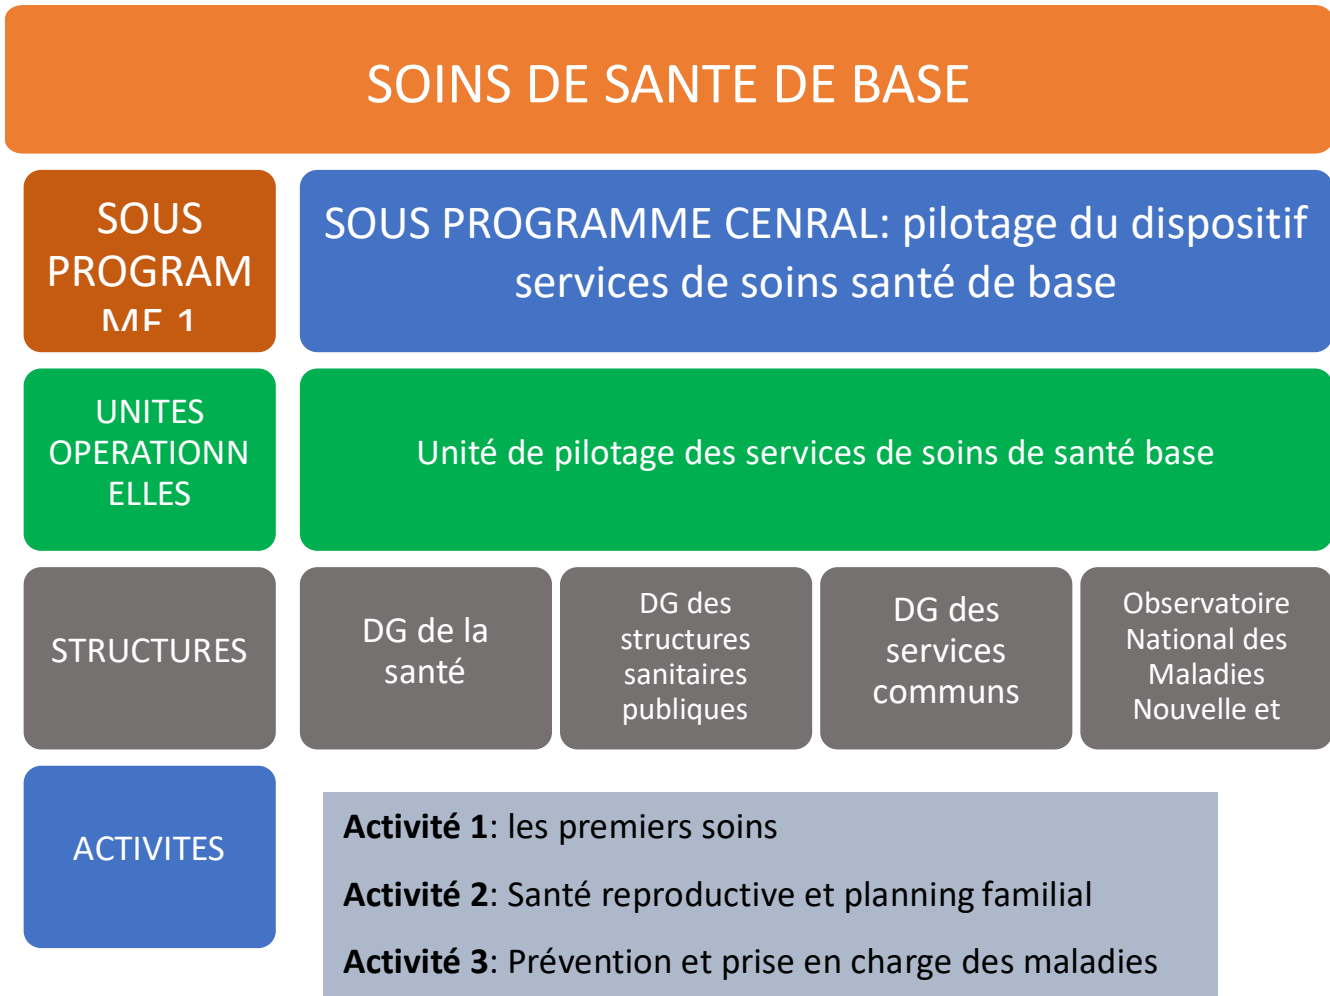 SOINS DE SANTE DE BASE
SOUS
PROGRAM
ME 1
SOUS PROGRAMME CENRAL: pilotage du dispositif
services de soins santé de base
UNITES
OPERATIONN
ELLES
Unité de pilotage des services de soins de santé base
STRUCTURES
DG de la
santé
DG des
structures
sanitaires
publiques
DG des
services
communs
Observatoire
National des
Maladies
Nouvelle et
ACTIVITES
Activité 1: les premiers soins
Activité 2: Santé reproductive et planning familial
Activité 3: Prévention et prise en charge des maladies